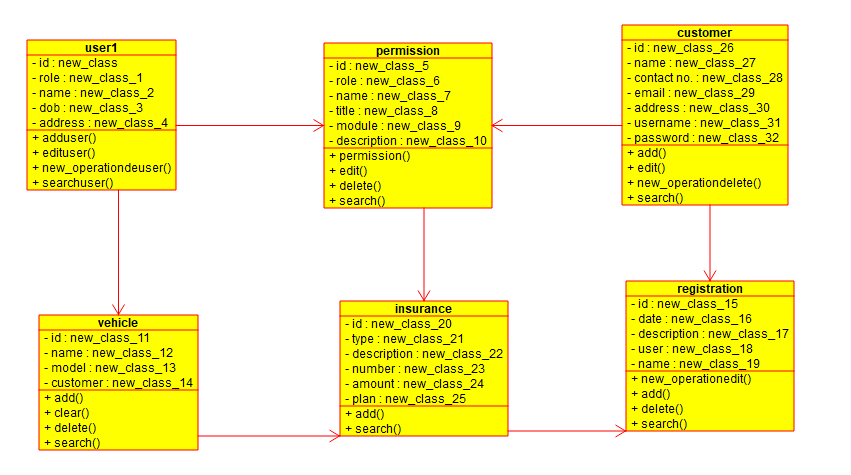 user1
- id : new_class
- role : new_class_1
- name : new_class_2
- dob : new_class_3
- address : new_class_4
+ adduser()
+ edituser()
+ new_operationdeuser()
+ searchuser()
permission
- id : new_class_5
- role : new_class_6
- name : new_class_7
- title : new_class_8
- module : new_class_9
- description : new_class_10
+ permission()
+ edit()
+ delete()
+ search()
customer
- id : new_class_26
- name : new_class_27
- contact no. : new_class_28
- email : new_class_29
- address : new_class_30
- username : new_class_31
- password : new_class_32
+ add()
+ edit()
+ new_operationdelete()
+ search()
vehicle
- id : new_class_11
- name : new_class_12
- model : new_class_13
- customer : new_class_14
+ add()
+ clear()
+ delete()
+ search()
insurance
- id : new_class_20
- type : new_class_21
- description : new_class_22
- number : new_class_23
- amount : new_class_24
- plan : new_class_25
+ add()
+ search()
registration
- id : new_class_15
- date : new_class_16
- description : new_class_17
- user : new_class_18
- name : new_class_19
+ new_operationedit()
+ add()
+ delete()
+ search()